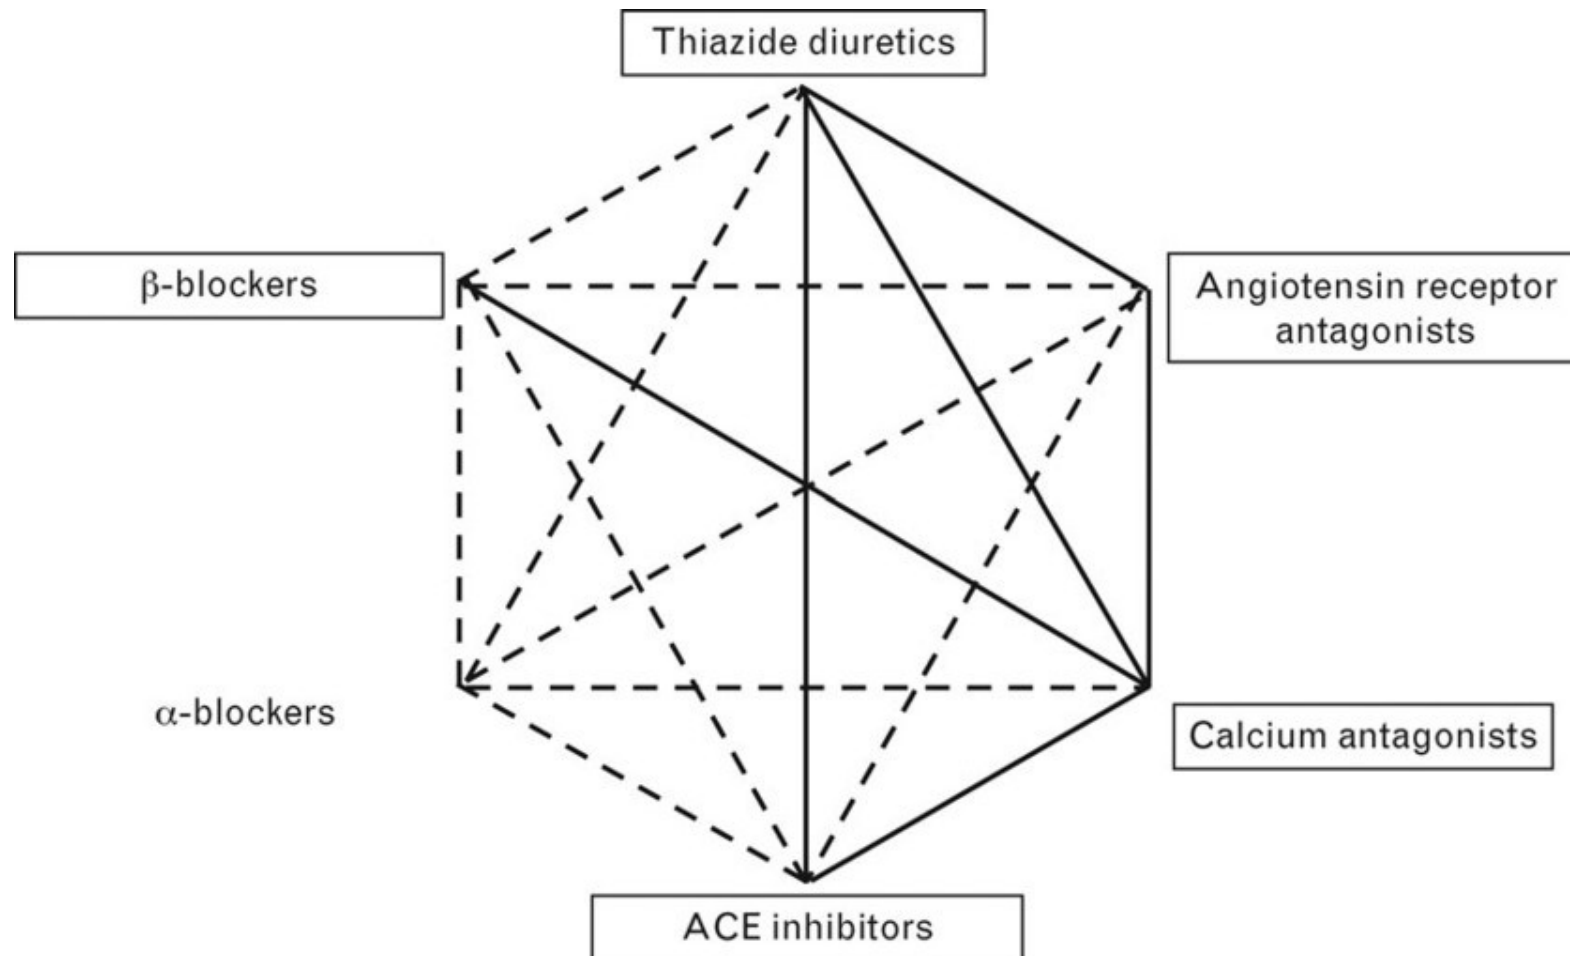 Thiazide diuretics
β-blockers
Angiotensin receptor
antagonists
α-blockers
Calcium antagonists
ACE inhibitors